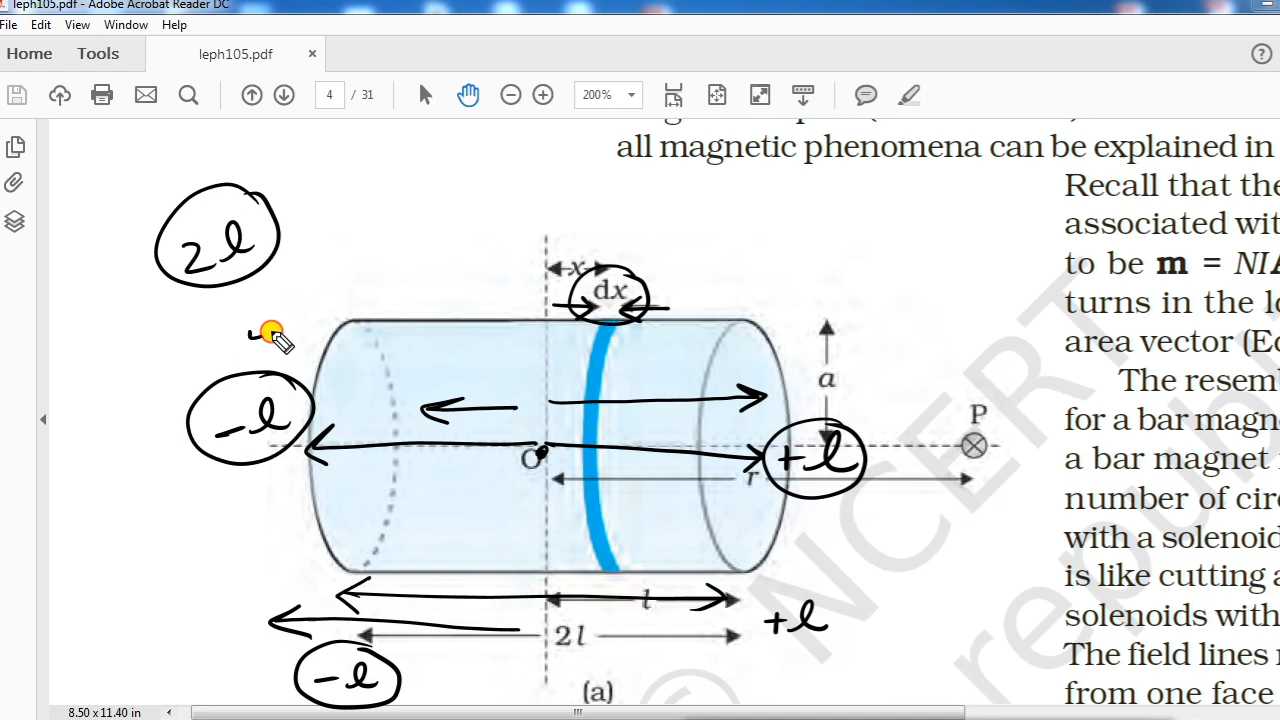 leph105.pdf - Adobe Acrobat Reader DC
File Edit View Window Help
Home Tools leph105.pdf ×
4 / 31 200%
all magnetic phenomena can be explained in
Recall that the
associated with
to be m = NIA
turns in the lo
area vector (Eq
The resemb
for a bar magne
a bar magnet
number of circ
with a solenoid
is like cutting a
solenoids with
The field lines
from one face
2l
x
dx
-l
a
P
O
+l
r
l
+l
2l
-l
(a)
© NCERT
republ
8.50 x 11.40 in